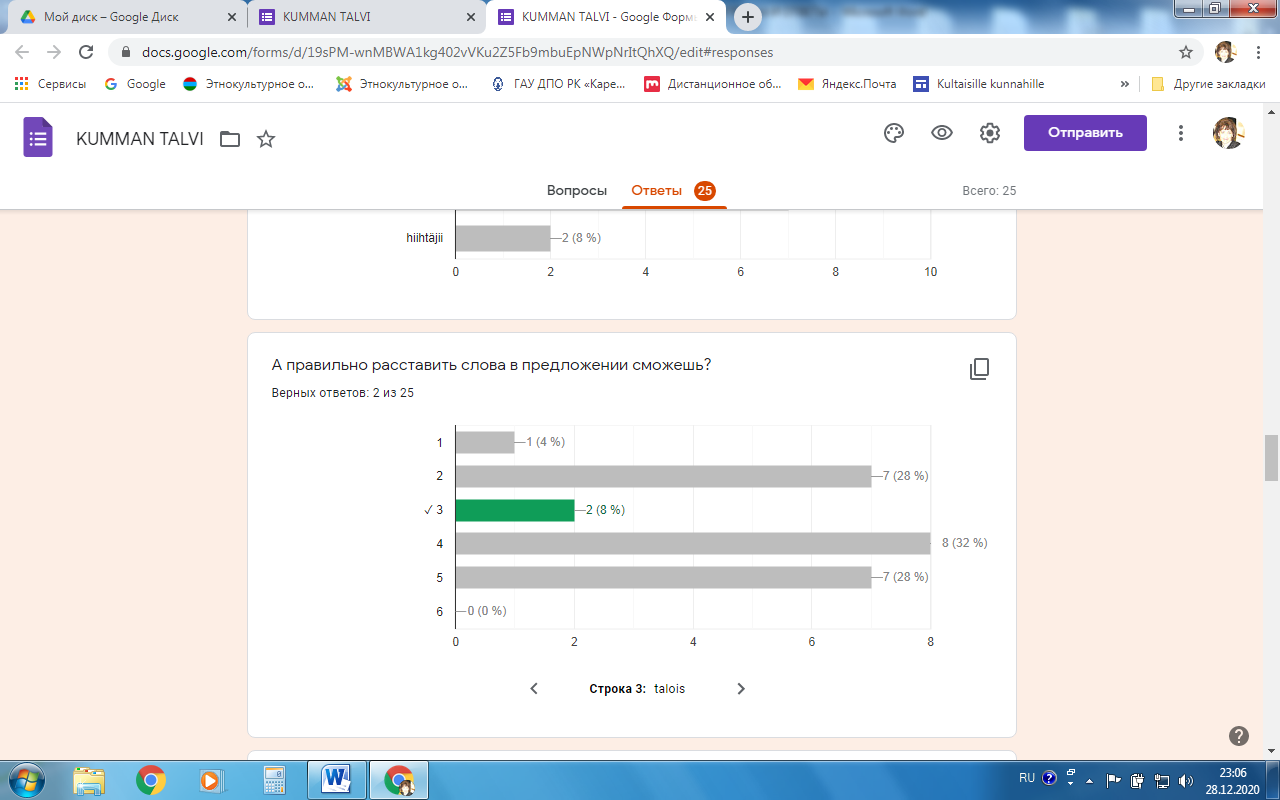 Мой диск – Google Диск
KUMMAN TALVI
KUMMAN TALVI - Google Форм
docs.google.com/forms/d/19sPM-wnMBWA1kg402vVKu2Z5Fb9mbuEpNWpNrItQhXQ/edit#responses
Сервисы Google Этнокультурное о... Этнокультурное о... ГАУ ДПО РК «Каре... Дистанционное об... Яндекс.Почта Kultaisille kunnahille » Другие закладки
KUMMAN TALVI
Отправить
Вопросы Ответы 25 Всего: 25
hiihtäjii 2 (8 %)
0 2 4 6 8 10
А правильно расставить слова в предложении сможешь?
Верных ответов: 2 из 25
1 1 (4 %)
2 7 (28 %)
✓ 3 2 (8 %)
4 8 (32 %)
5 7 (28 %)
6 0 (0 %)
0 2 4 6 8
Строка 3: talois
RU 23:06
28.12.2020